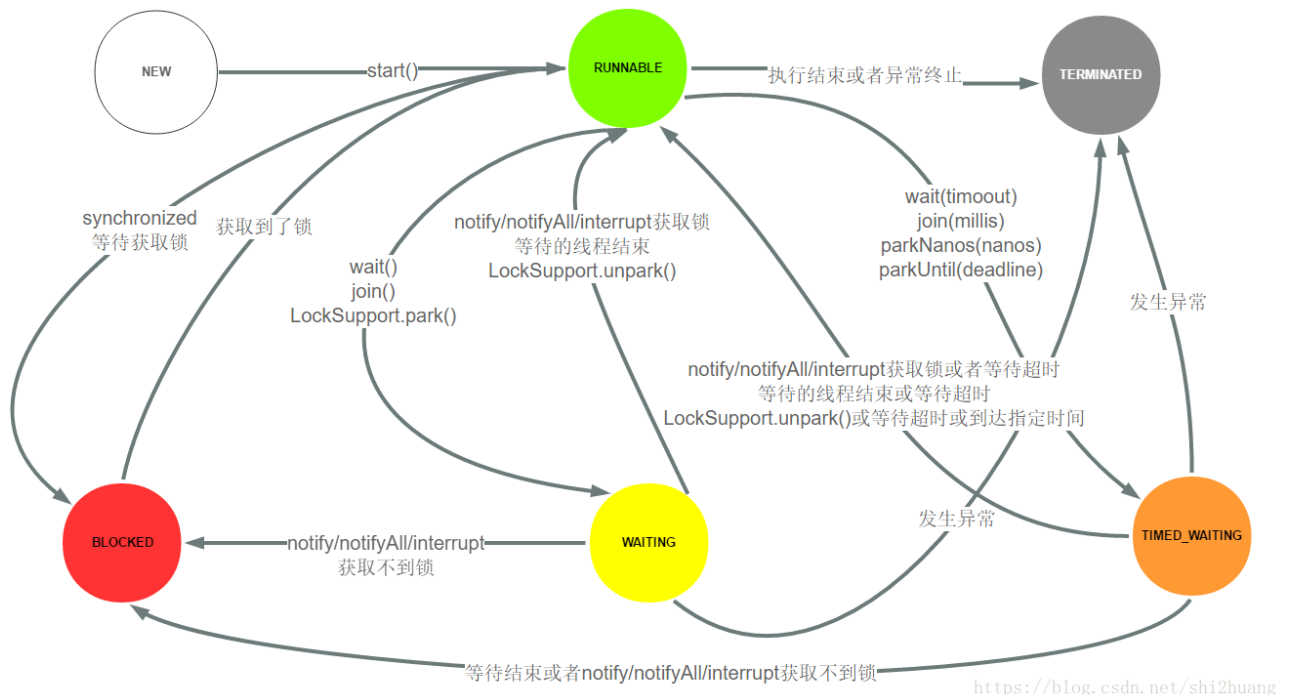 NEW
start()
RUNNABLE
执行结束或者异常终止
TERMINATED
synchronized
等待获取锁
获取到了锁
wait()
join()
LockSupport.park()
notify/notifyAll/interrupt获取锁
等待的线程结束
LockSupport.unpark()
wait(timoout)
join(millis)
parkNanos(nanos)
parkUntil(deadline)
发生异常
notify/notifyAll/interrupt获取锁或者等待超时
等待的线程结束或等待超时
LockSupport.unpark()或等待超时或到达指定时间
发生异常
BLOCKED
notify/notifyAll/interrupt
获取不到锁
WAITING
TIMED_WAITING
等待结束或者notify/notifyAll/interrupt获取不到锁
https://blog.csdn.net/shi2huang